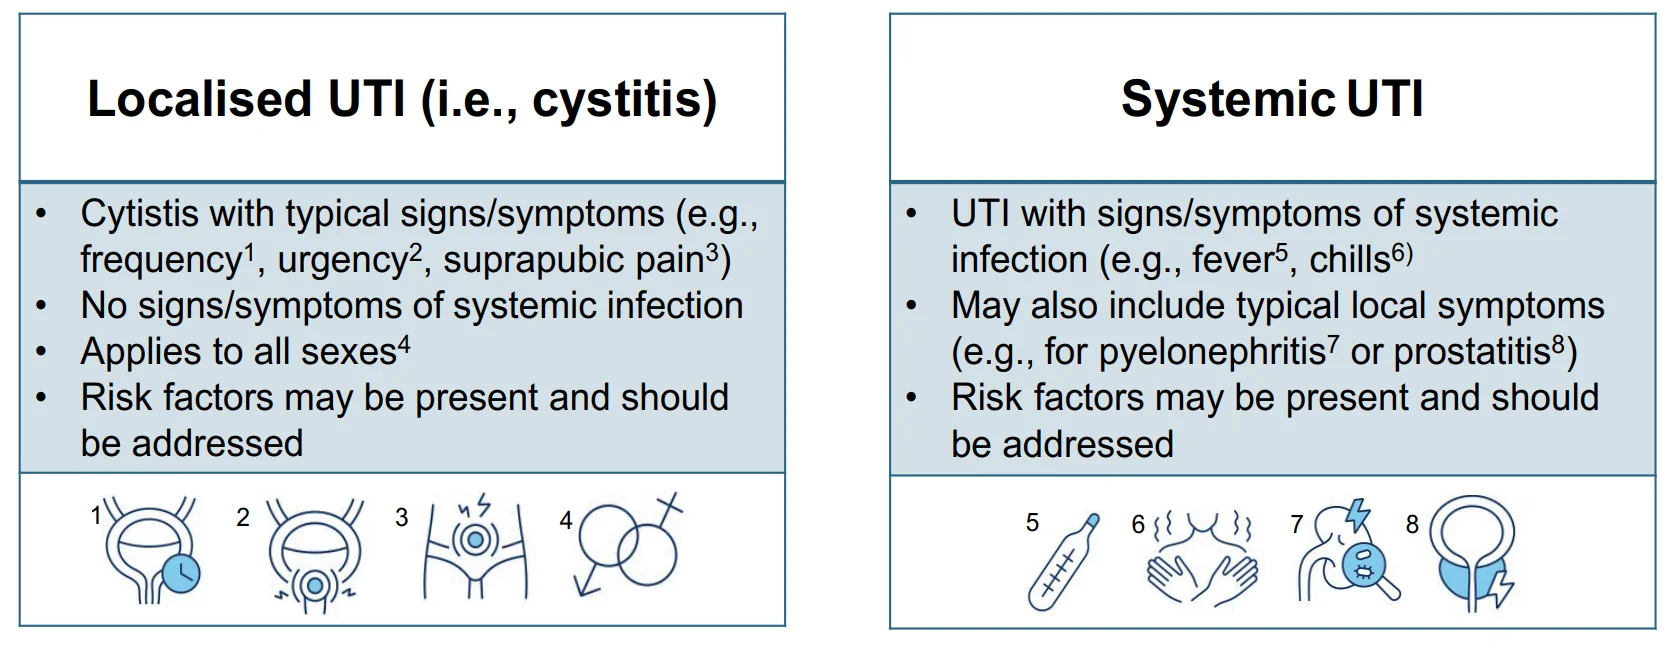 Localised UTI (i.e., cystitis)
• Cytistis with typical signs/symptoms (e.g.,
frequency¹, urgency², suprapubic pain³)
• No signs/symptoms of systemic infection
• Applies to all sexes⁴
• Risk factors may be present and should
be addressed
1 2 3 4
Systemic UTI
• UTI with signs/symptoms of systemic
infection (e.g., fever⁵, chills⁶⁾
• May also include typical local symptoms
(e.g., for pyelonephritis⁷ or prostatitis⁸)
• Risk factors may be present and should
be addressed
5 6 7 8